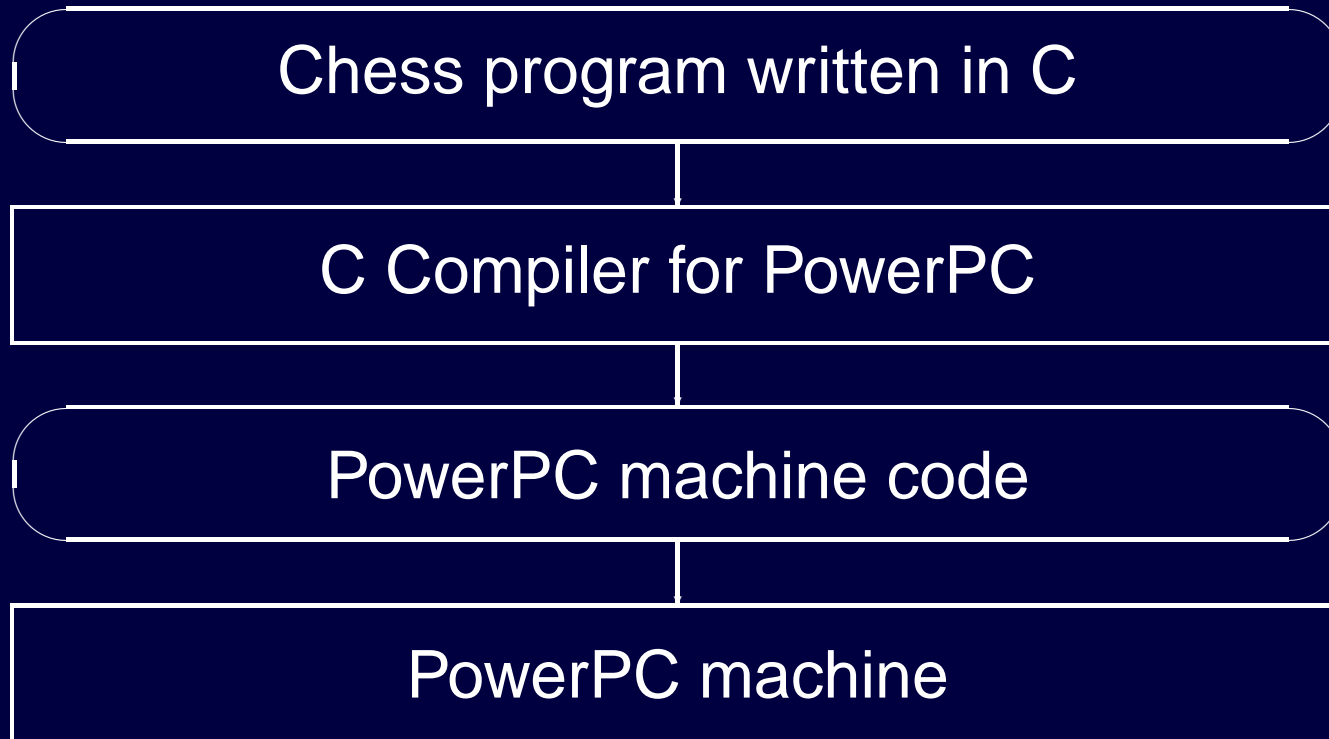 Chess program written in C
C Compiler for PowerPC
PowerPC machine code
PowerPC machine